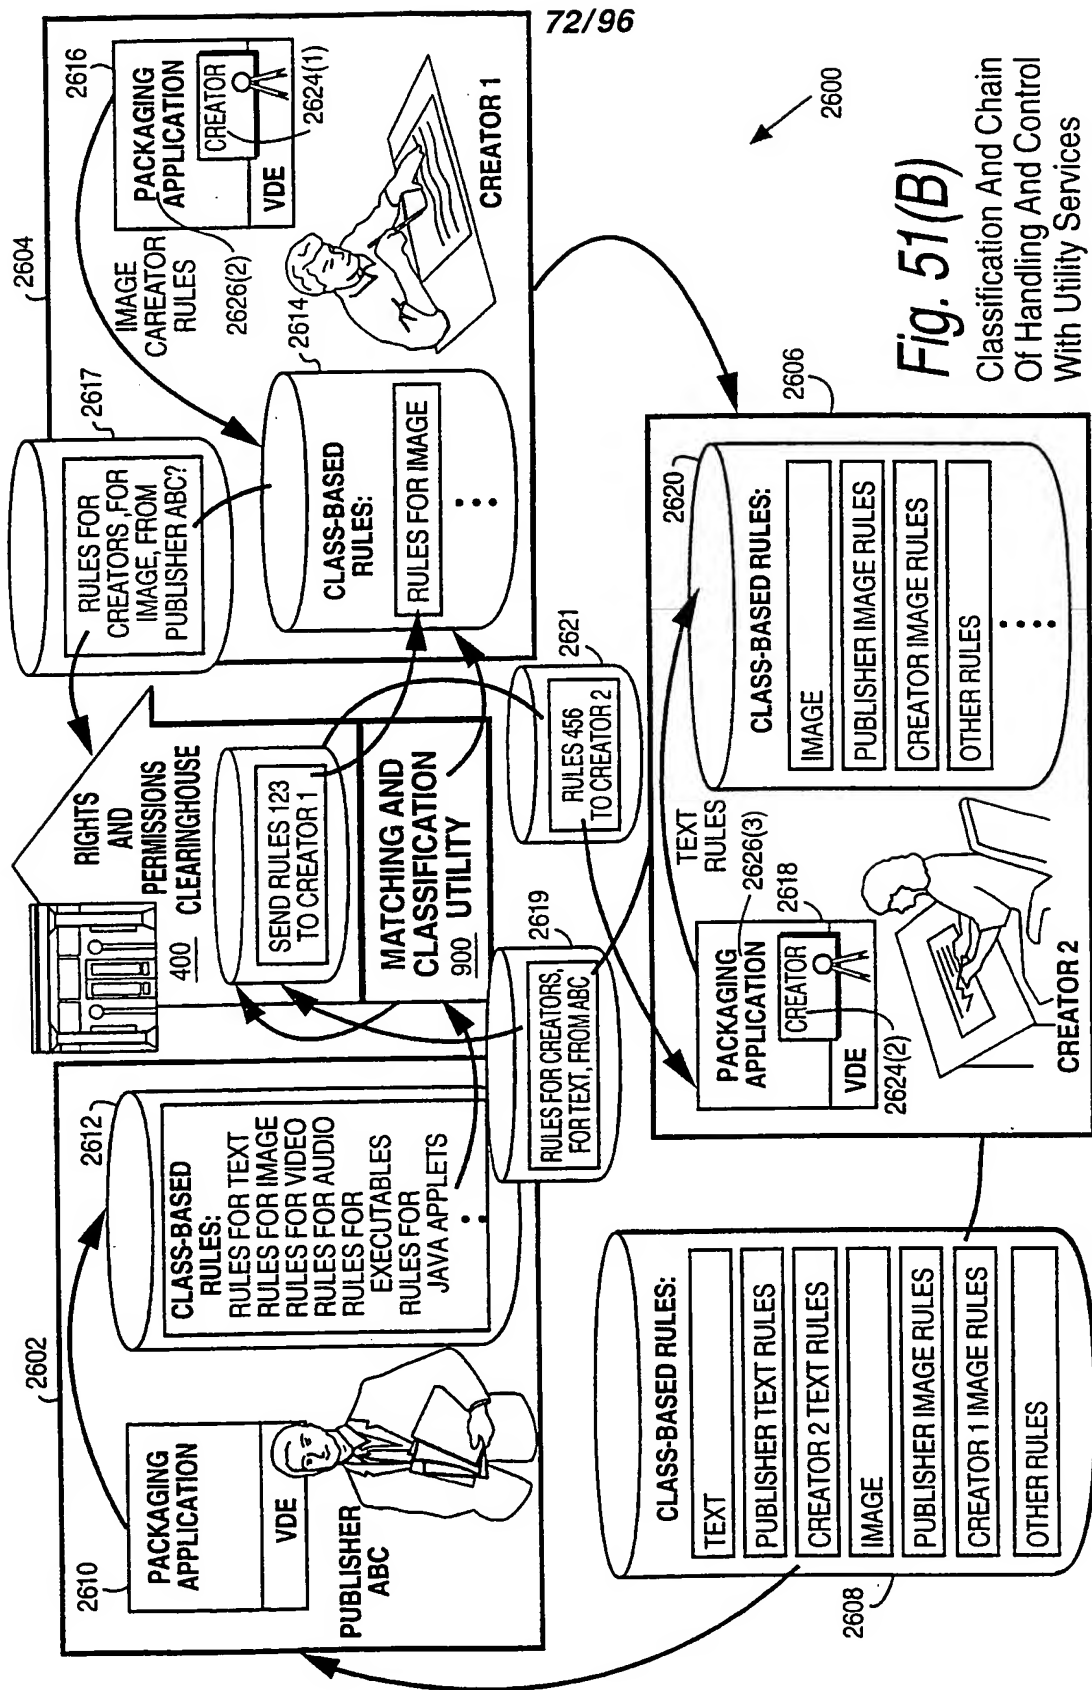 72/96
2602
2610
PACKAGING
APPLICATION
VDE
PUBLISHER
ABC
2612
CLASS-BASED
RULES:
RULES FOR TEXT
RULES FOR IMAGE
RULES FOR VIDEO
RULES FOR AUDIO
RULES FOR
EXECUTABLES
RULES FOR
JAVA APPLETS
RIGHTS
AND
PERMISSIONS
CLEARINGHOUSE
400
SEND RULES 123
TO CREATOR 1
MATCHING AND
CLASSIFICATION
UTILITY
900
2617
RULES FOR
CREATORS ,FOR
IMAGE, FROM
PUBLISHER ABC?
2604
2616
PACKAGING
APPLICATION
CREATOR
VDE
2624(1)
IMAGE
CAREATOR
RULES
2626(2)
2614
CLASS-BASED
RULES:
RULES FOR IMAGE
CREATOR 1
2619
RULES FOR CREATORS,
FOR TEXT, FROM ABC
2621
RULES 456
TO CREATOR 2
CLASS-BASED RULES:
TEXT
PUBLISHER TEXT RULES
CREATOR 2 TEXT RULES
IMAGE
PUBLISHER IMAGE RULES
CREATOR 1 IMAGE RULES
OTHER RULES
2608
PACKAGING
APPLICATION
2626(3)
CREATOR
2618
VDE
2624(2)
TEXT
RULES
CREATOR 2
2620
CLASS-BASED RULES:
IMAGE
PUBLISHER IMAGE RULES
CREATOR IMAGE RULES
OTHER RULES
2606
2600
Fig. 51(B)
Classification And Chain
Of Handling And Control
With Utility Services